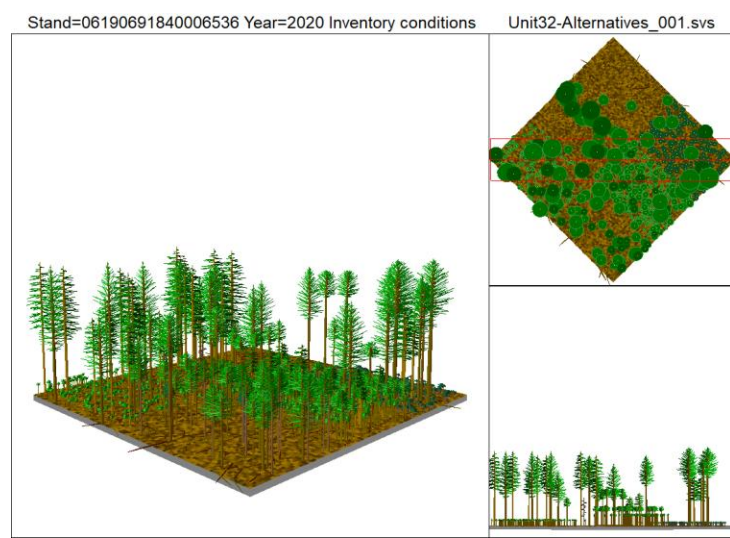 Stand=06190691840006536 Year=2020 Inventory conditions
Unit32-Alternatives_001.svs